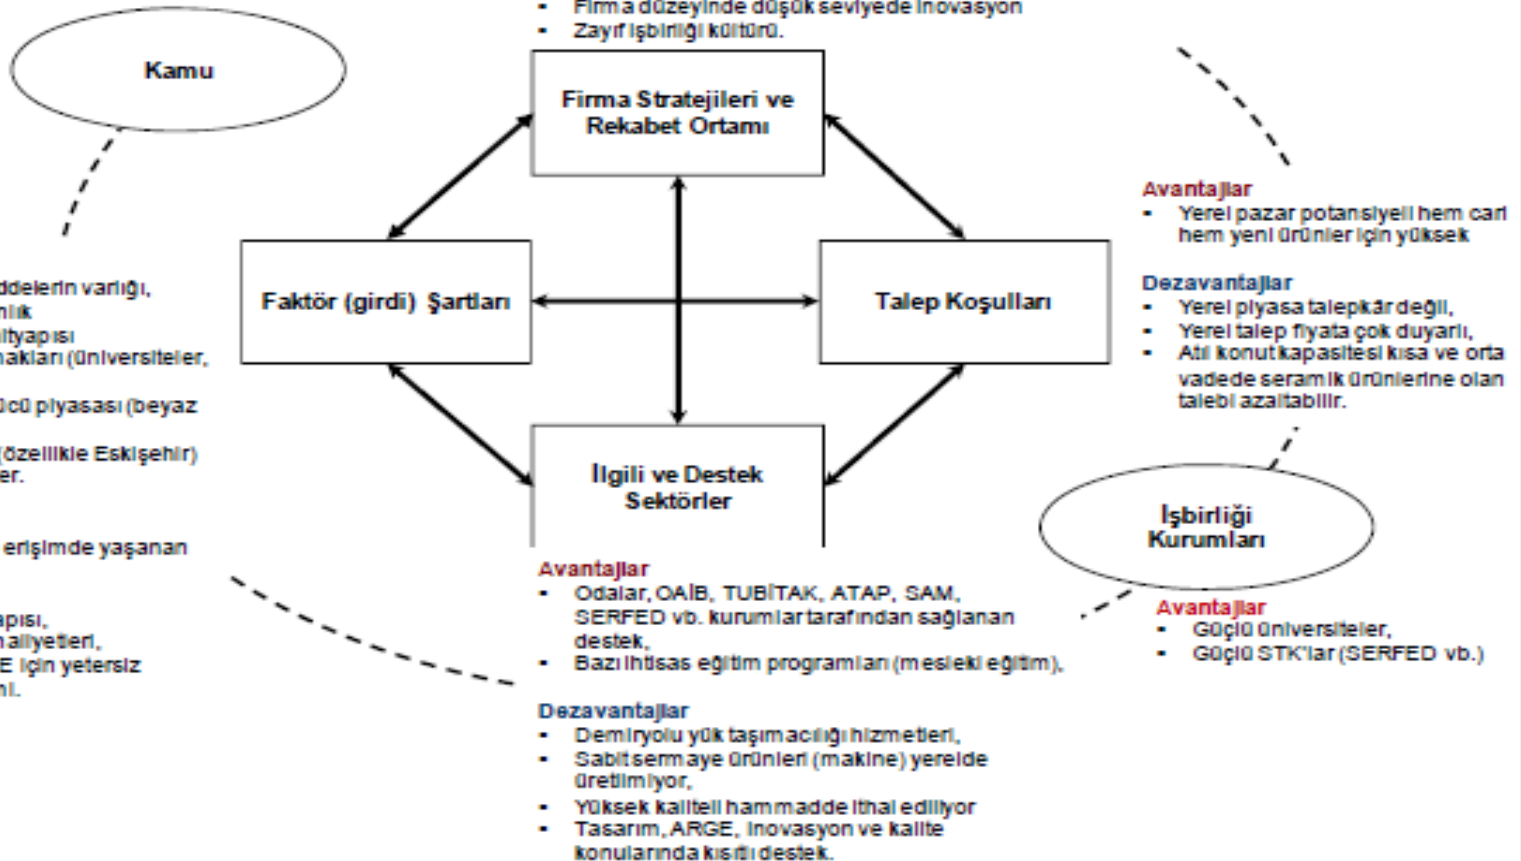 Firma düzeyinde düşük seviyede inovasyon
Zayıf işbirliği kültürü.
Kamu
Firma Stratejileri ve
Rekabet Ortamı
Faktör (girdi) Şartları
Talep Koşulları
İlgili ve Destek
Sektörler
Avantajlar
Yerel pazar potansiyeli hem cari
hem yeni ürünler için yüksek
Dezavantajlar
Yerel piyasa talepkâr değil,
Yerel talep fiyata çok duyarlı,
Atıl konut kapasitesi kısa ve orta
vadede seramik ürünlerine olan
talebi azaltabilir.
ddelerin varlığı,
nlik
ltyapısı
nakları (üniversiteler,
ücü piyasası (beyaz
(özellikle Eskişehir)
er.
erişimde yaşanan
apısı,
naliyetleri,
E için yetersiz
ni.
İşbirliği
Kurumları
Avantajlar
Güçlü üniversiteler,
Güçlü STK'lar (SERFED vb.)
Avantajlar
Odalar, OAİB, TUBİTAK, ATAP, SAM,
SERFED vb. kurumlar tarafından sağlanan
destek,
Bazı ihtisas eğitim programları (mesleki eğitim),
Dezavantajlar
Demiryolu yük taşımacılığı hizmetleri,
Sabit sermaye ürünleri (makine) yerelde
üretilmiyor,
Yüksek kaliteli hammadde ithal ediliyor
Tasarım, ARGE, inovasyon ve kalite
konularında kısıtlı destek.